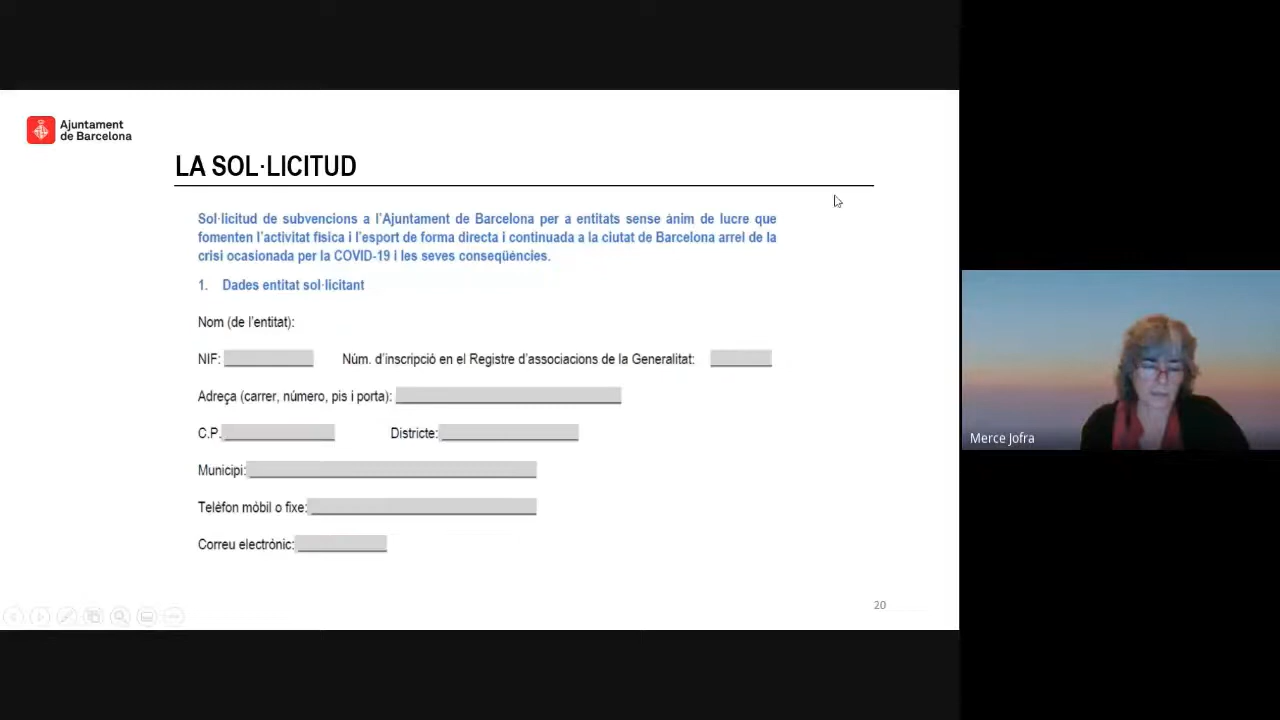 Ajuntament
de Barcelona
LA SOL·LICITUD
Sol·licitud de subvencions a l'Ajuntament de Barcelona per a entitats sense ànim de lucre que
fomenten l'activitat física i l'esport de forma directa i continuada a la ciutat de Barcelona arrel de la
crisi ocasionada per la COVID-19 i les seves conseqüències.
1. Dades entitat sol·licitant
Nom (de l'entitat):
NIF: Núm. d'inscripció en el Registre d'associacions de la Generalitat:
Adreça (carrer, número, pis i porta):
C.P. Districte:
Municipi:
Telèfon mòbil o fixe:
Correu electrònic:
20
Merce Jofra